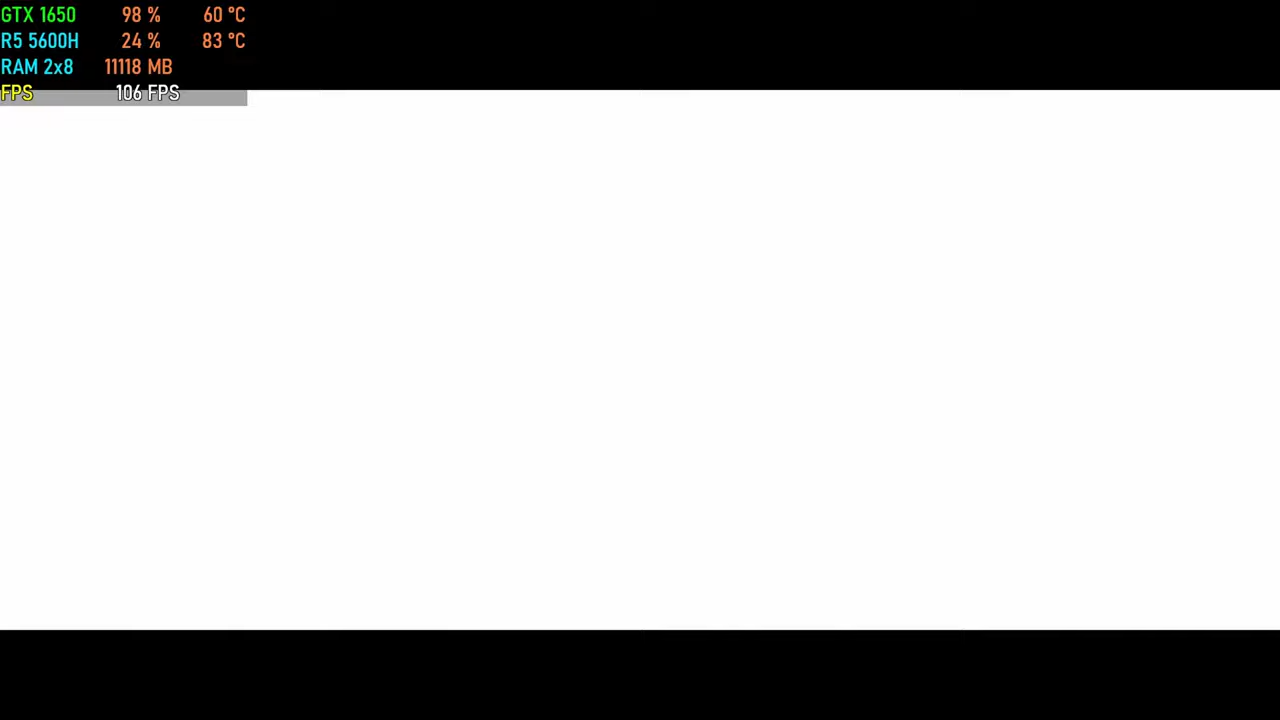 GTX 1650 98 % 60 °C
R5 5600H 24 % 83 °C
RAM 2x8 11118 MB
FPS 106 FPS